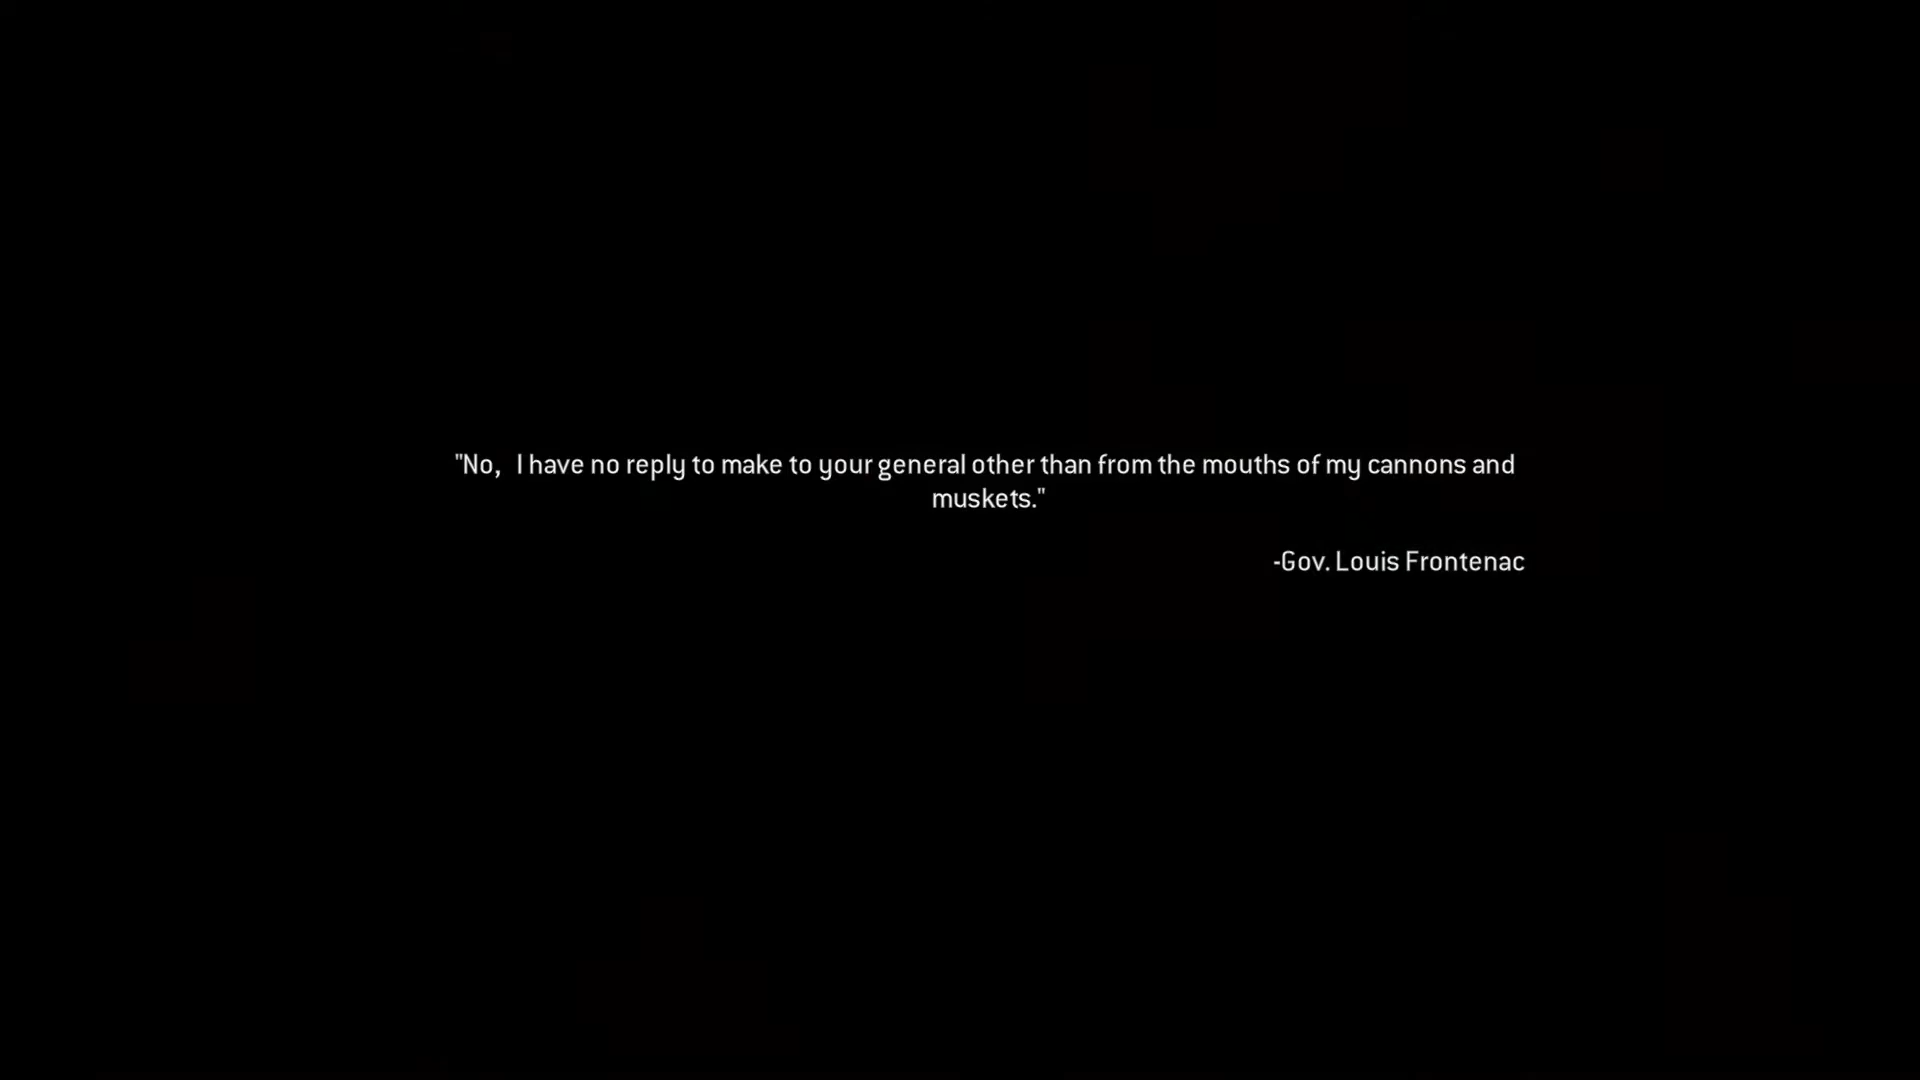 "No, I have no reply to make to your general other than from the mouths of my cannons and
muskets."
-Gov. Louis Frontenac